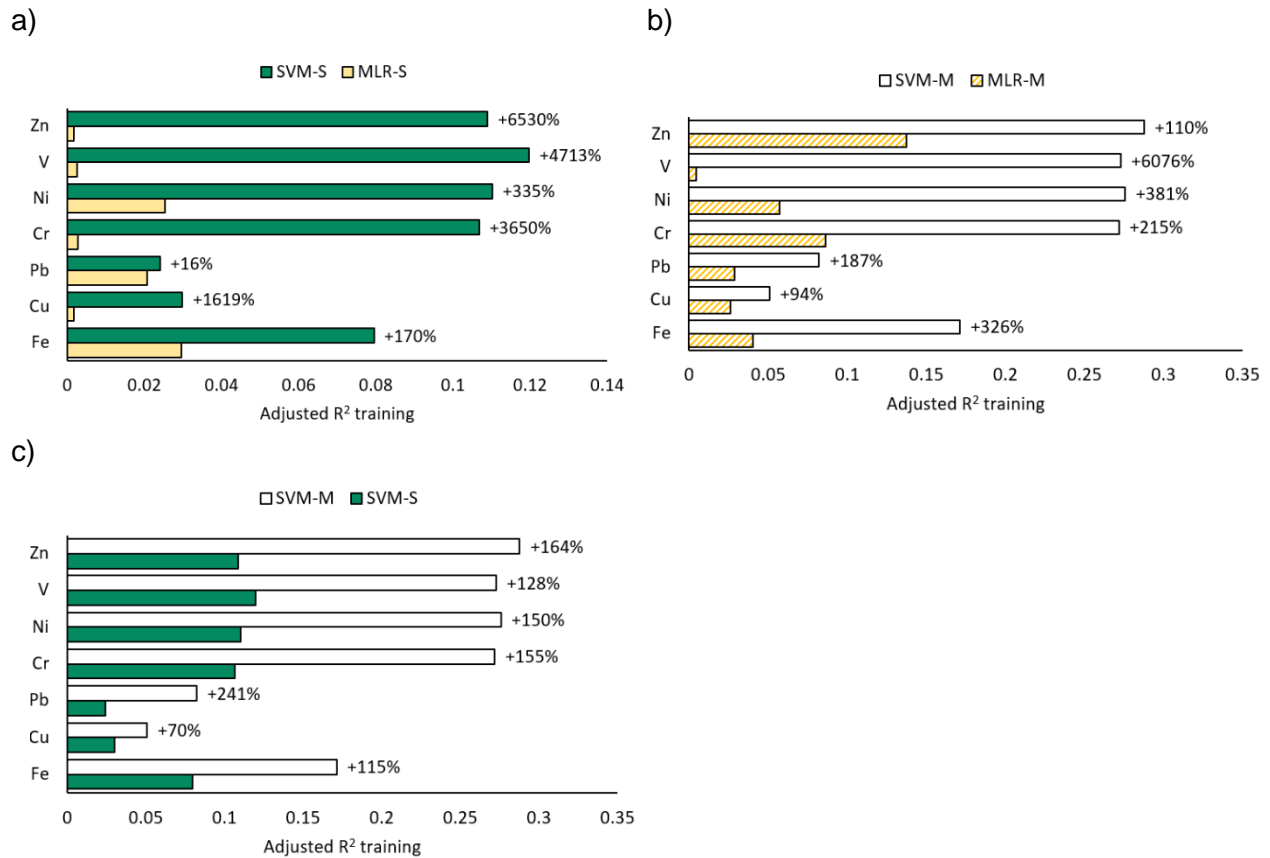 a)
SVM-S MLR-S
Zn +6530%
V +4713%
Ni +335%
Cr +3650%
Pb +16%
Cu +1619%
Fe +170%
0 0.02 0.04 0.06 0.08 0.1 0.12 0.14
Adjusted R² training
b)
SVM-M MLR-M
Zn +110%
V +6076%
Ni +381%
Cr +215%
Pb +187%
Cu +94%
Fe +326%
0 0.05 0.1 0.15 0.2 0.25 0.3 0.35
Adjusted R² training
c)
SVM-M SVM-S
Zn +164%
V +128%
Ni +150%
Cr +155%
Pb +241%
Cu +70%
Fe +115%
0 0.05 0.1 0.15 0.2 0.25 0.3 0.35
Adjusted R² training